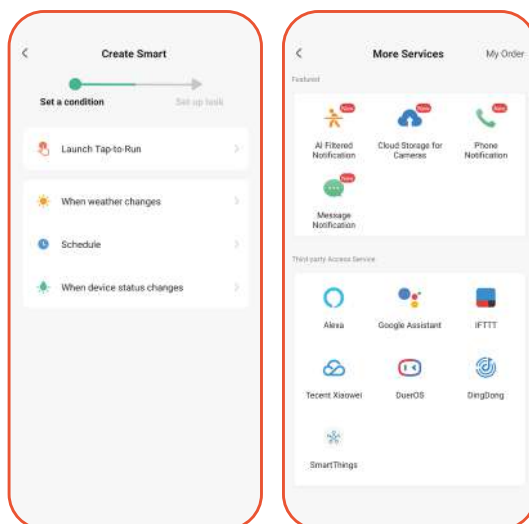 Create Smart
Set a condition
Set up task
Launch Tap-to-Run
When weather changes
Schedule
When device status changes
More Services
My Order
Featured
New
New
New
AI Filtered
Notification
Cloud Storage for
Cameras
Phone
Notification
New
Message
Notification
Third party Access Service
Alexa
Google Assistant
IFTTT
Tecent Xiaowei
DuerOS
DingDong
SmartThings